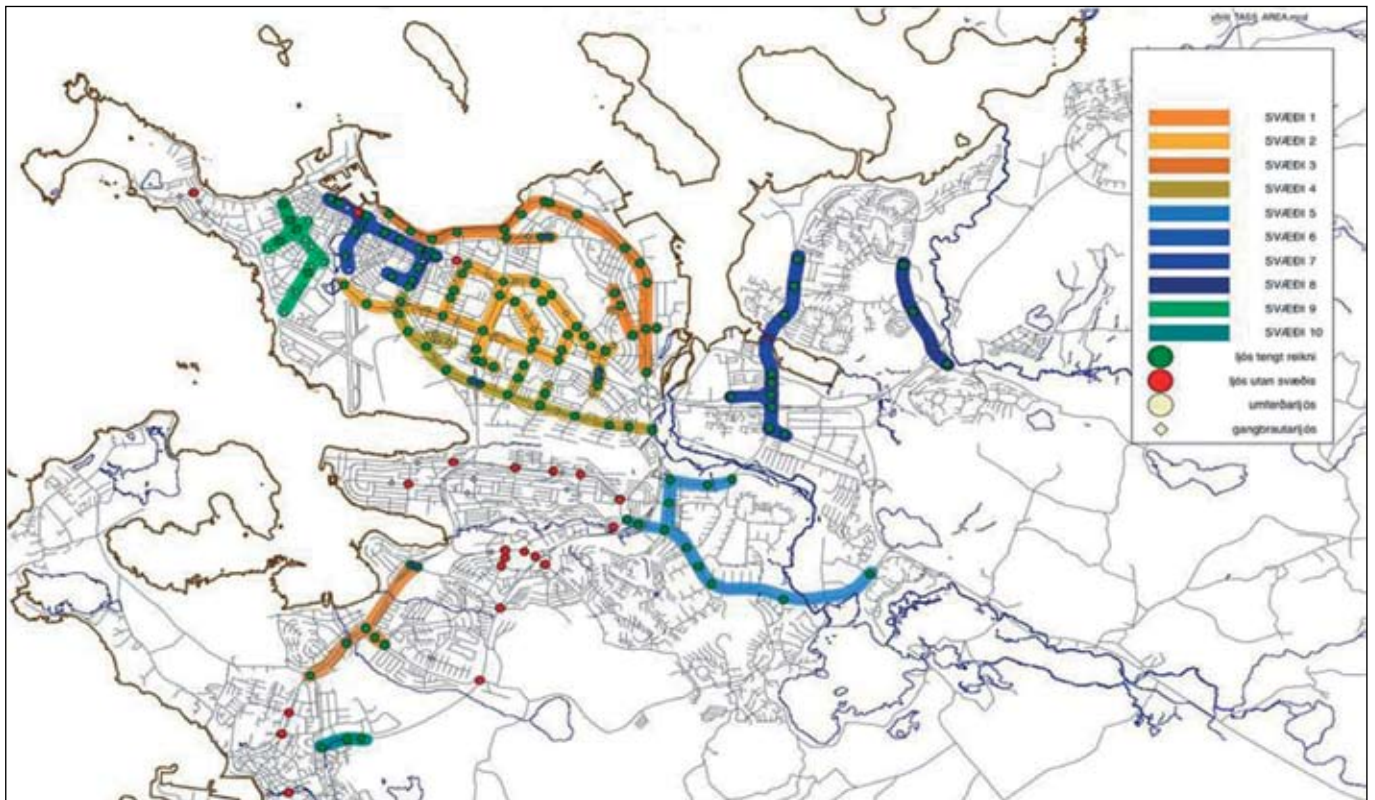 SVÆÐI 1
SVÆÐI 2
SVÆÐI 3
SVÆÐI 4
SVÆÐI 5
SVÆÐI 6
SVÆÐI 7
SVÆÐI 8
SVÆÐI 9
SVÆÐI 10
ljós tengt reikni
ljós utan svæðis
umferðarljós
gangbrautarljós